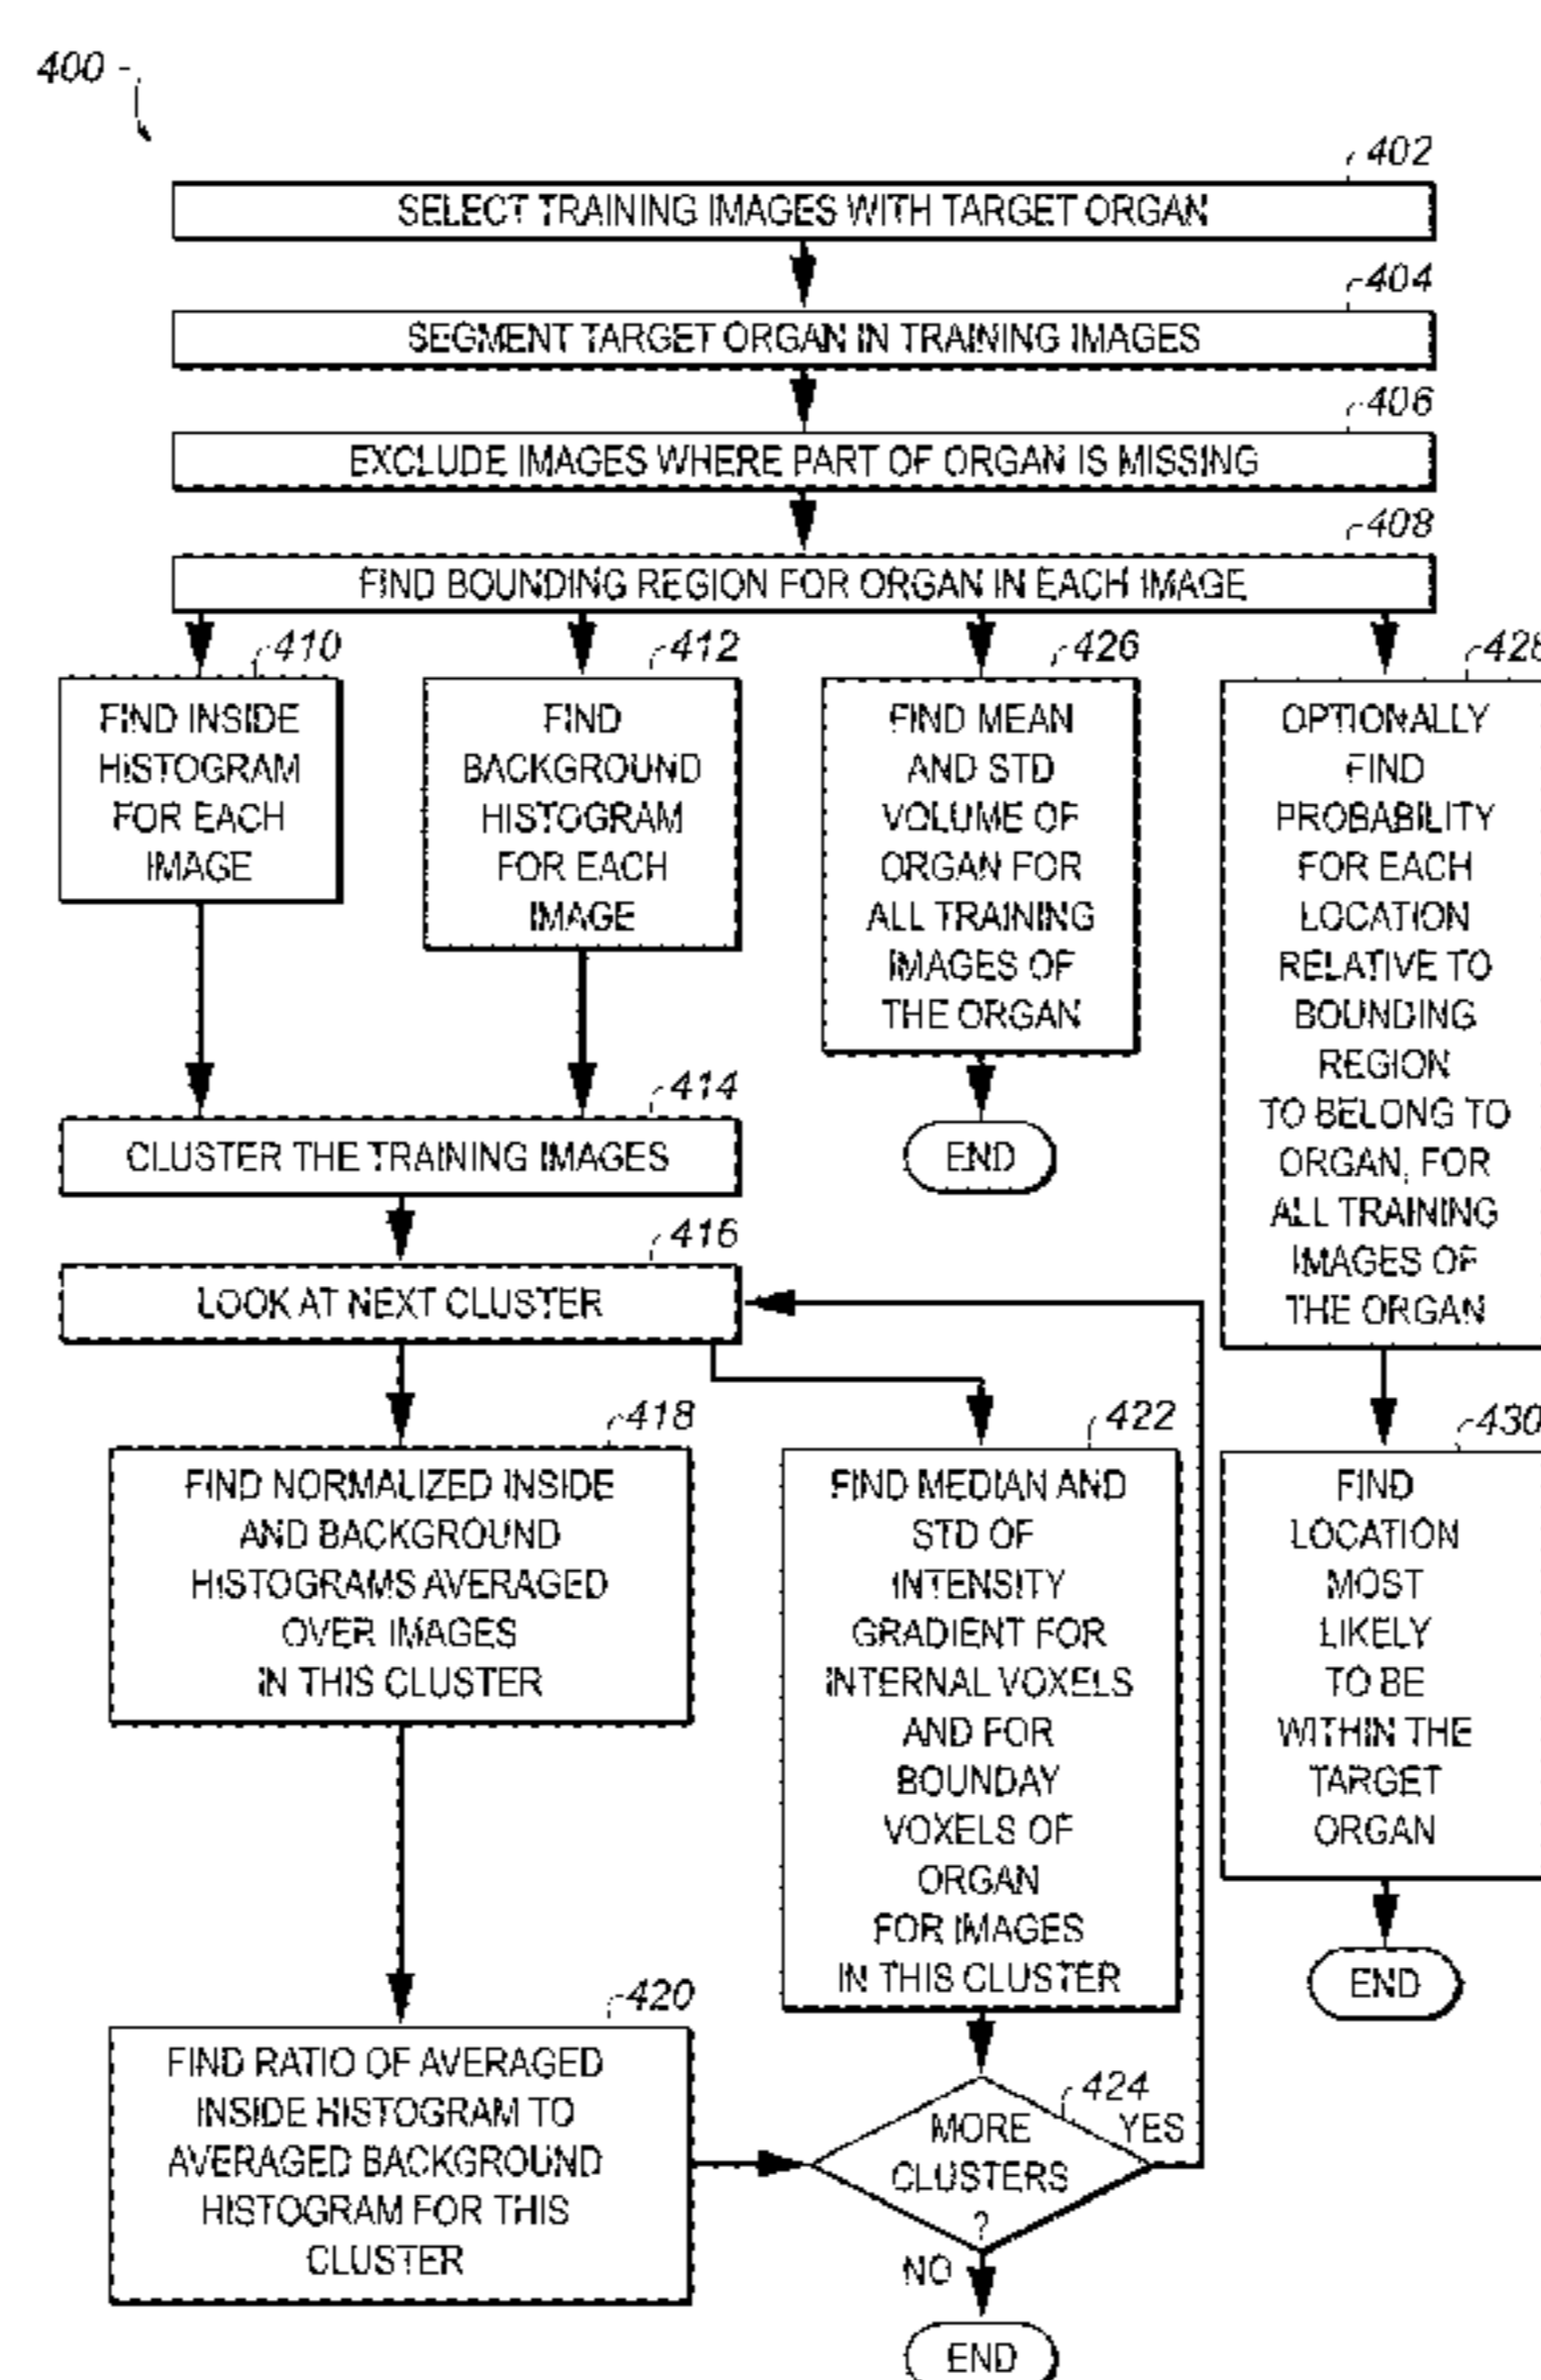 400
402
SELECT TRAINING IMAGES WITH TARGET ORGAN
404
SEGMENT TARGET ORGAN IN TRAINING IMAGES
406
EXCLUDE IMAGES WHERE PART OF ORGAN IS MISSING
408
FIND BOUNDING REGION FOR ORGAN IN EACH IMAGE
410
FIND INSIDE
HISTOGRAM
FOR EACH
IMAGE
412
FIND
BACKGROUND
HISTOGRAM
FOR EACH
IMAGE
426
FIND MEAN
AND STD
VOLUME OF
ORGAN FOR
ALL TRAINING
IMAGES OF
THE ORGAN
END
428
OPTIONALLY
FIND
PROBABILITY
FOR EACH
LOCATION
RELATIVE TO
BOUNDING
REGION
TO BELONG TO
ORGAN, FOR
ALL TRAINING
IMAGES OF
THE ORGAN
414
CLUSTER THE TRAINING IMAGES
416
LOOK AT NEXT CLUSTER
418
FIND NORMALIZED INSIDE
AND BACKGROUND
HISTOGRAMS AVERAGED
OVER IMAGES
IN THIS CLUSTER
422
FIND MEDIAN AND
STD OF
INTENSITY
GRADIENT FOR
INTERNAL VOXELS
AND FOR
BOUNDAY
VOXELS OF
ORGAN
FOR IMAGES
IN THIS CLUSTER
430
FIND
LOCATION
MOST
LIKELY
TO BE
WITHIN THE
TARGET
ORGAN
END
420
FIND RATIO OF AVERAGED
INSIDE HISTOGRAM TO
AVERAGED BACKGROUND
HISTOGRAM FOR THIS
CLUSTER
424
MORE
CLUSTERS
?
YES
NO
END